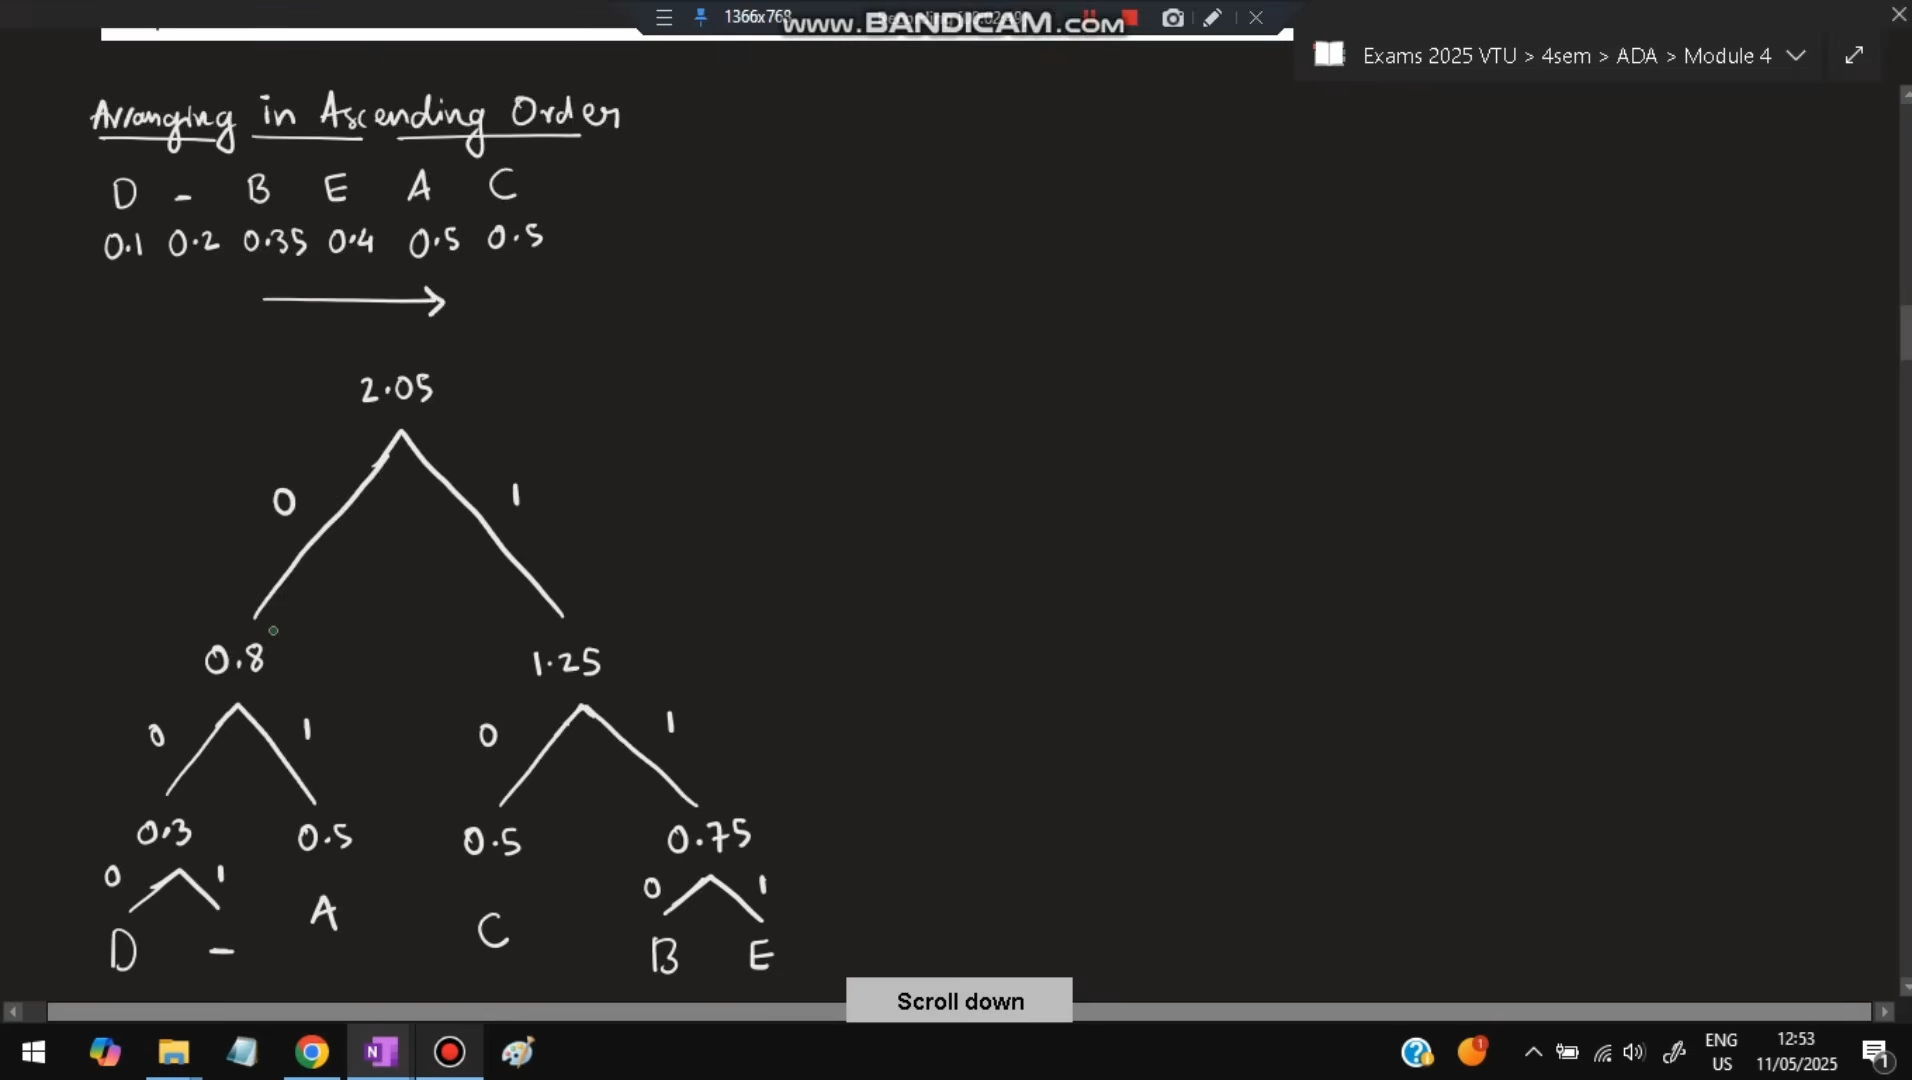 1366x768
www.BANDICAM.com
Exams 2025 VTU > 4sem > ADA > Module 4
Arranging in Ascending Order
D - B E A C
0.1 0.2 0.35 0.4 0.5 0.5
2.05
0 1
0.8 1.25
0 1 0 1
0.3 0.5 0.5 0.75
0 1 0 1
D - A C B E
Scroll down
N
1
ENG
US
12:53
11/05/2025
1